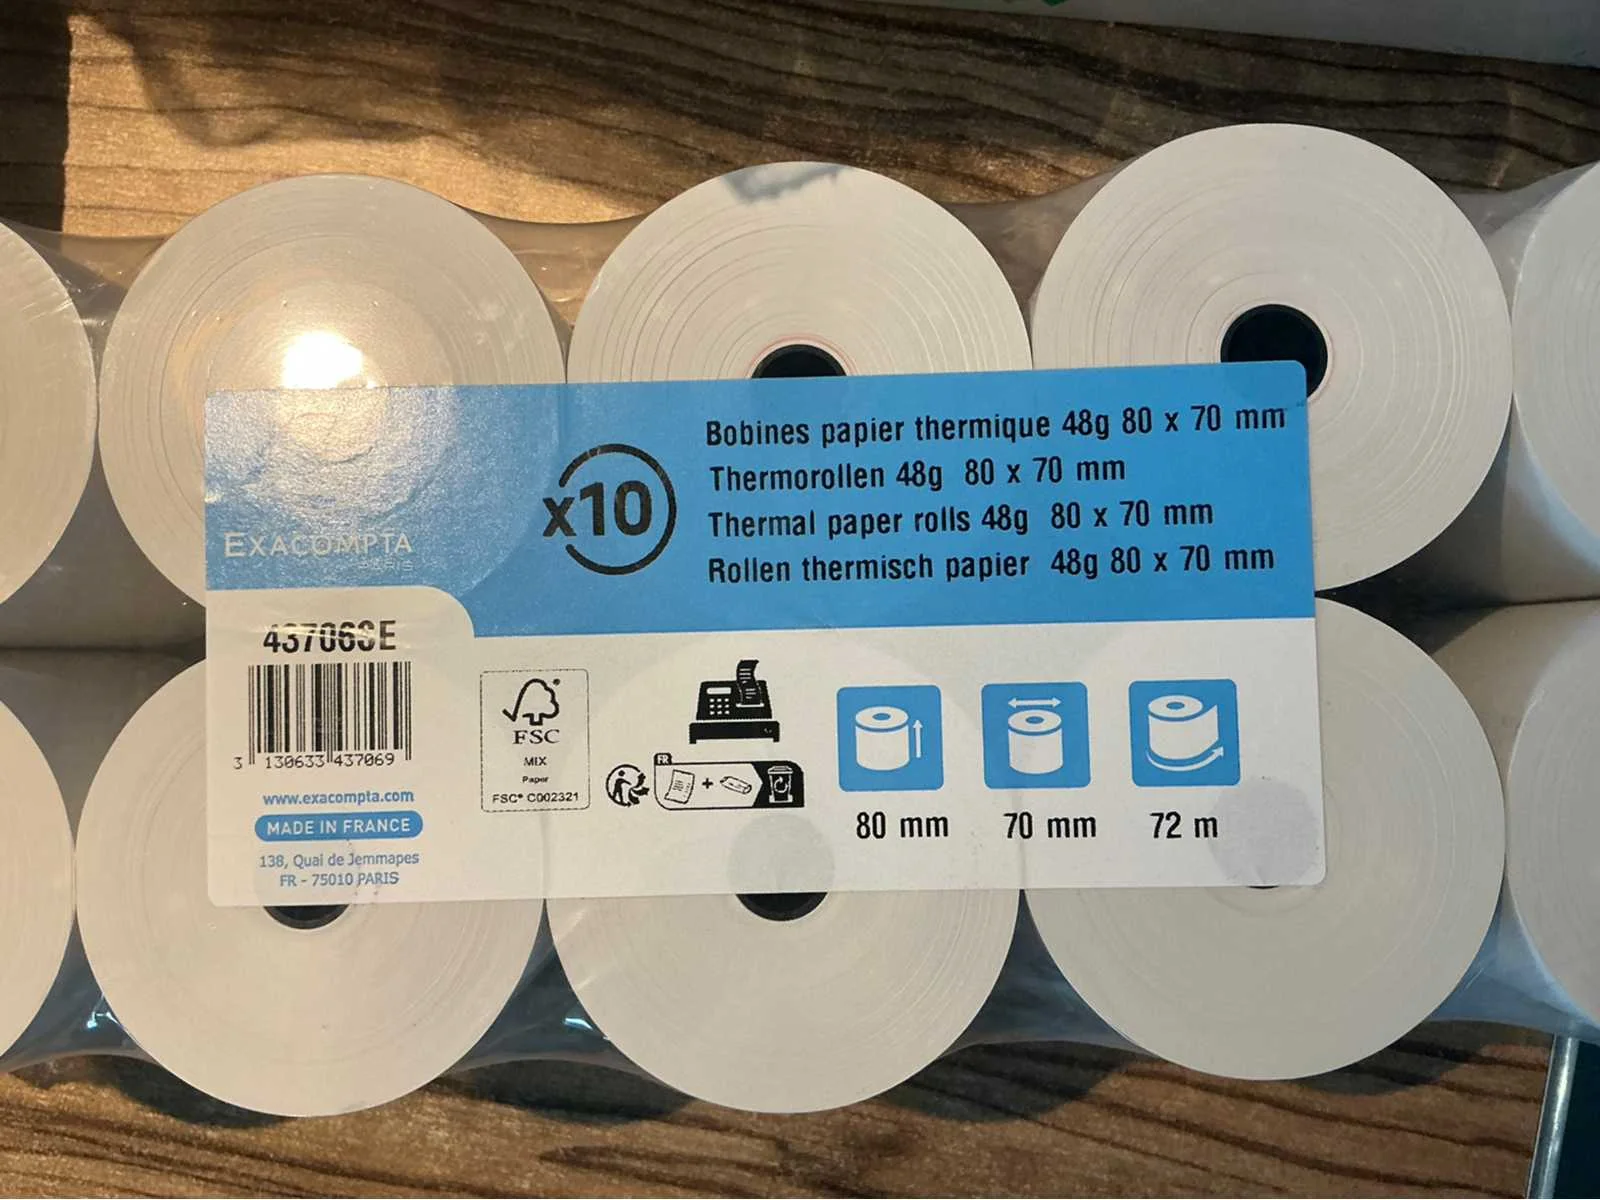 Bobines papier thermique 48g 80 x 70 mm
Thermorollen 48g 80 x 70 mm
Thermal paper rolls 48g 80 x 70 mm
Rollen thermisch papier 48g 80 x 70 mm
x10
EXACOMPTA
PARIS
437069E
3 130633 437069
www.exacompta.com
MADE IN FRANCE
138, Quai de Jemmapes
FR - 75010 PARIS
FSC
MIX
Paper
FSC® C002321
FR
+
80 mm
70 mm
72 m